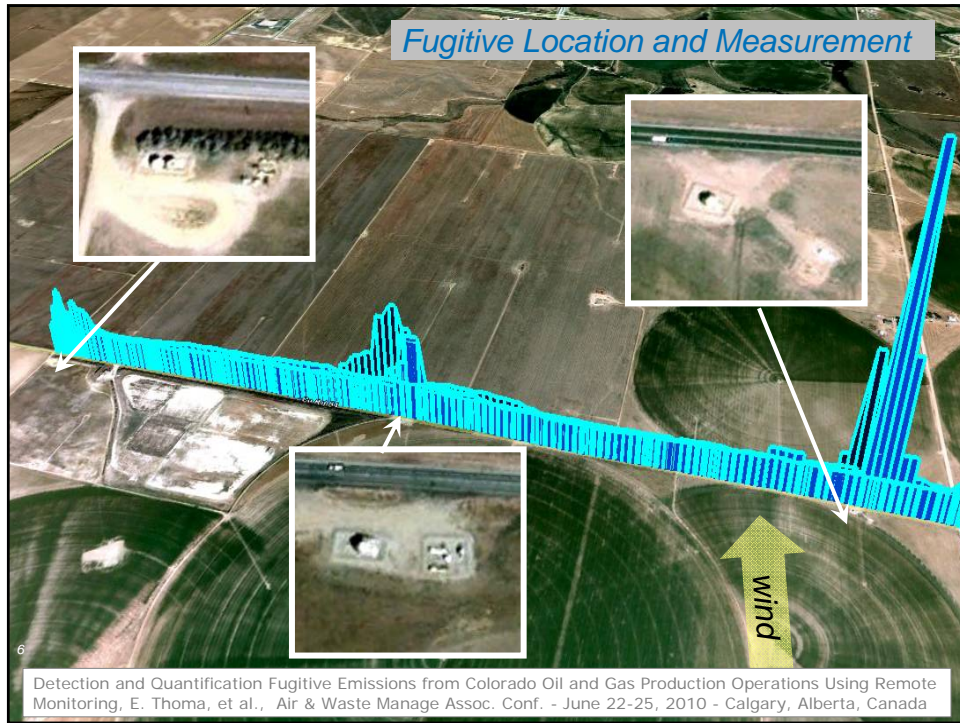 Fugitive Location and Measurement
wind
6
Detection and Quantification Fugitive Emissions from Colorado Oil and Gas Production Operations Using Remote
Monitoring, E. Thoma, et al., Air & Waste Manage Assoc. Conf. - June 22-25, 2010 - Calgary, Alberta, Canada